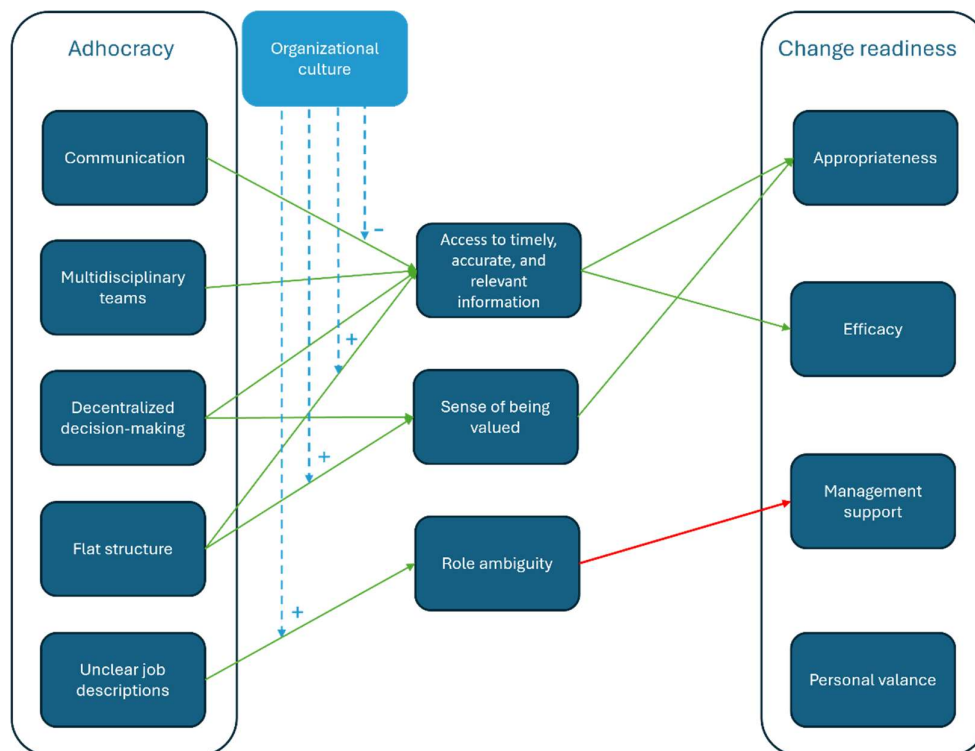 Adhocracy
Organizational
culture
Change readiness
Communication
Appropriateness
−
Access to timely,
accurate, and
relevant
information
Multidisciplinary
teams
Efficacy
+
Decentralized
decision-making
Sense of being
valued
+
Management
support
Flat structure
Role ambiguity
+
Unclear job
descriptions
Personal valance